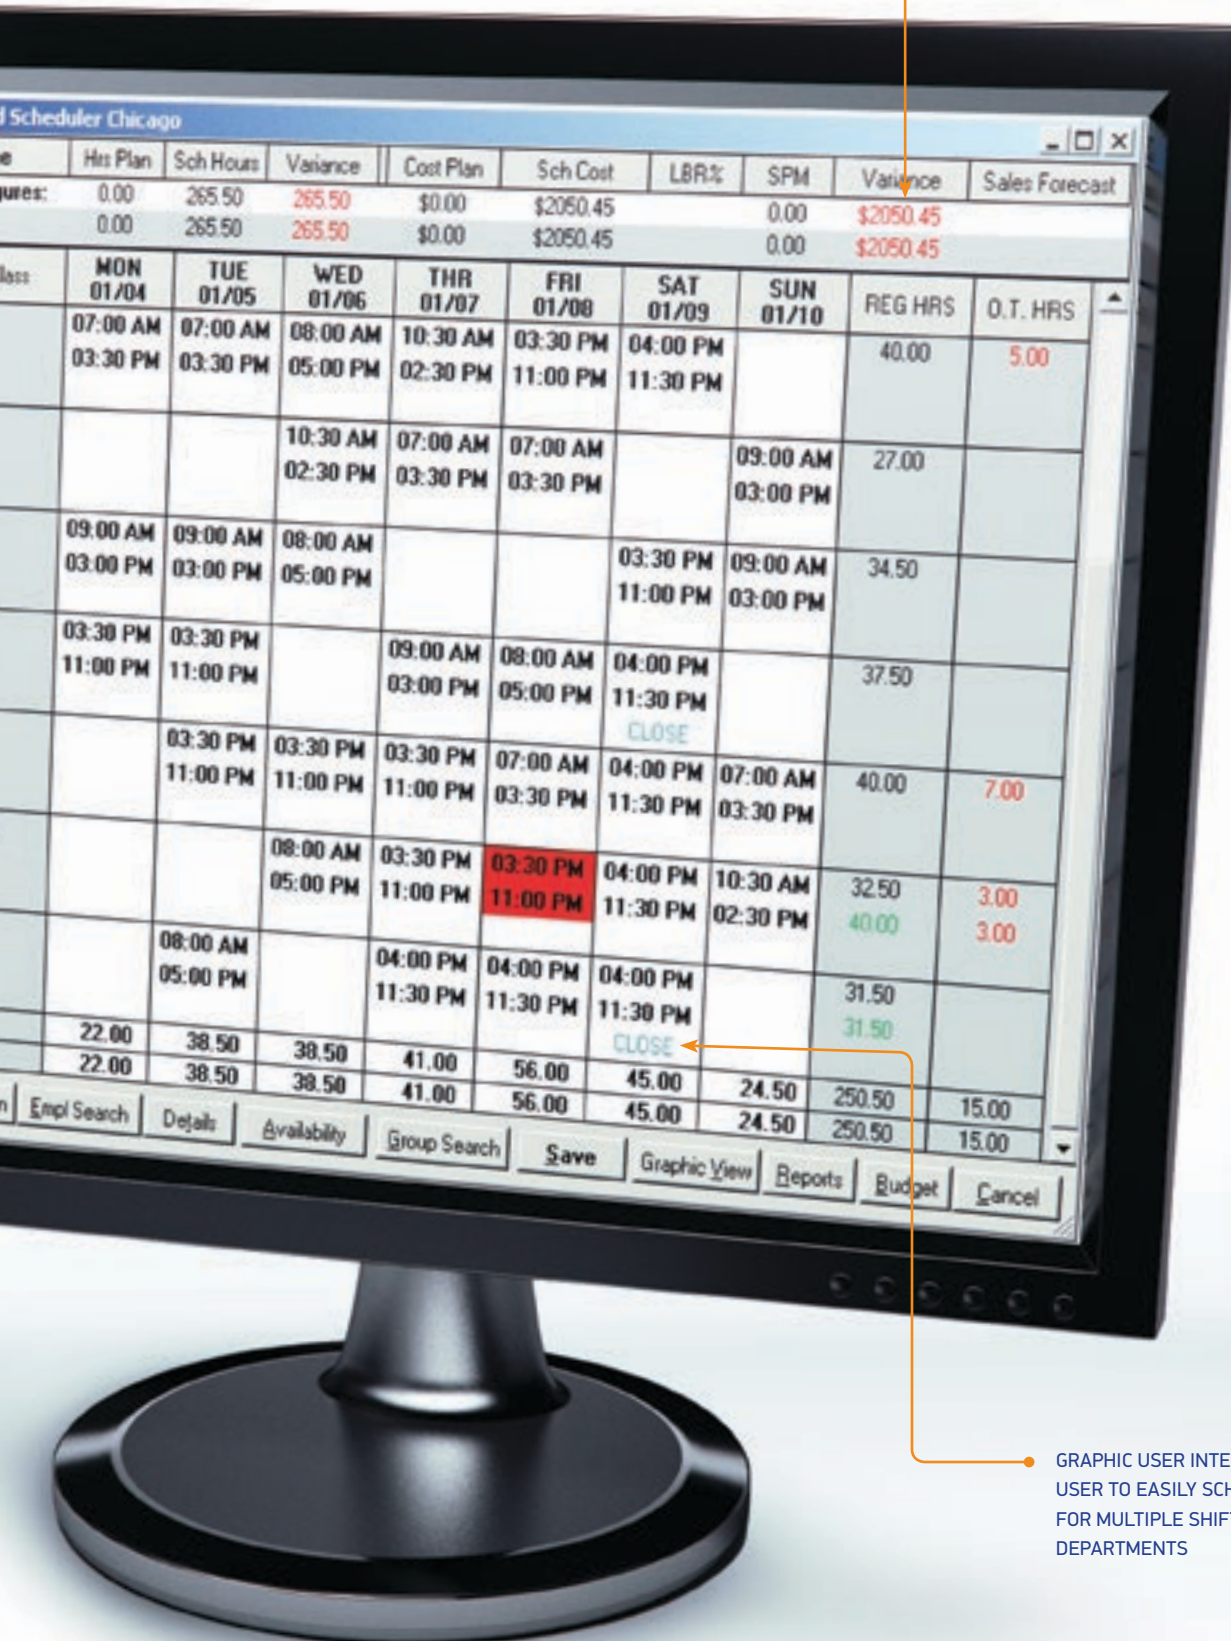 d Scheduler Chicago
e Hrs Plan Sch Hours Variance Cost Plan Sch Cost LBR% SPM Variance Sales Forecast
gures: 0.00 265.50 265.50 $0.00 $2050.45 0.00 $2050.45
0.00 265.50 265.50 $0.00 $2050.45 0.00 $2050.45
lass MON TUE WED THR FRI SAT SUN REG HRS O.T. HRS
01/04 01/05 01/06 01/07 01/08 01/09 01/10
07:00 AM 07:00 AM 08:00 AM 10:30 AM 03:30 PM 04:00 PM 40.00 5.00
03:30 PM 03:30 PM 05:00 PM 02:30 PM 11:00 PM 11:30 PM
10:30 AM 07:00 AM 07:00 AM 09:00 AM 27.00
02:30 PM 03:30 PM 03:30 PM 03:00 PM
09:00 AM 09:00 AM 08:00 AM 03:30 PM 09:00 AM 34.50
03:00 PM 03:00 PM 05:00 PM 11:00 PM 03:00 PM
03:30 PM 03:30 PM 09:00 AM 08:00 AM 04:00 PM 37.50
11:00 PM 11:00 PM 03:00 PM 05:00 PM 11:30 PM
CLOSE
03:30 PM 03:30 PM 03:30 PM 07:00 AM 04:00 PM 07:00 AM 40.00 7.00
11:00 PM 11:00 PM 11:00 PM 03:30 PM 11:30 PM 03:30 PM
08:00 AM 03:30 PM 03:30 PM 04:00 PM 10:30 AM 32.50 3.00
05:00 PM 11:00 PM 11:00 PM 11:30 PM 02:30 PM 40.00 3.00
08:00 AM 04:00 PM 04:00 PM 04:00 PM 31.50
05:00 PM 11:30 PM 11:30 PM 11:30 PM 31.50
CLOSE
22.00 38.50 38.50 41.00 56.00 45.00 24.50 250.50 15.00
22.00 38.50 38.50 41.00 56.00 45.00 24.50 250.50 15.00
n Empl Search Details Availability Group Search Save Graphic View Reports Budget Cancel
GRAPHIC USER INTE
USER TO EASILY SCH
FOR MULTIPLE SHIFT
DEPARTMENTS